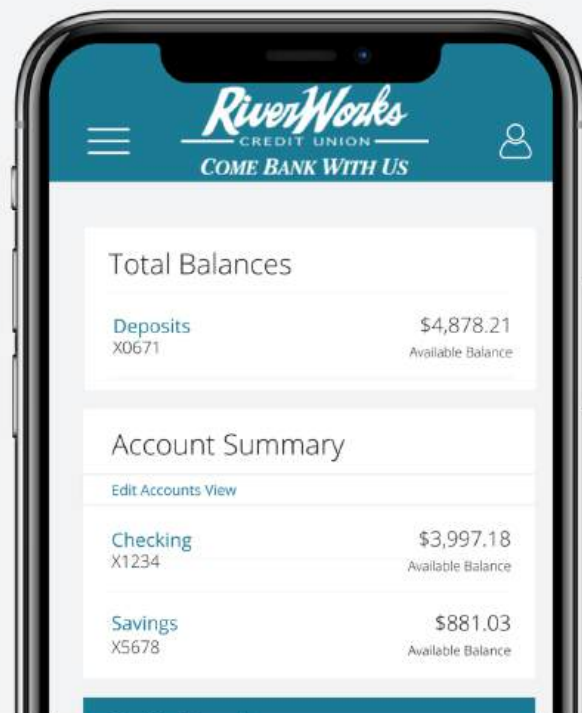 RiverWorks
CREDIT UNION
COME BANK WITH US
Total Balances
Deposits $4,878.21
X0671 Available Balance
Account Summary
Edit Accounts View
Checking $3,997.18
X1234 Available Balance
Savings $881.03
X5678 Available Balance